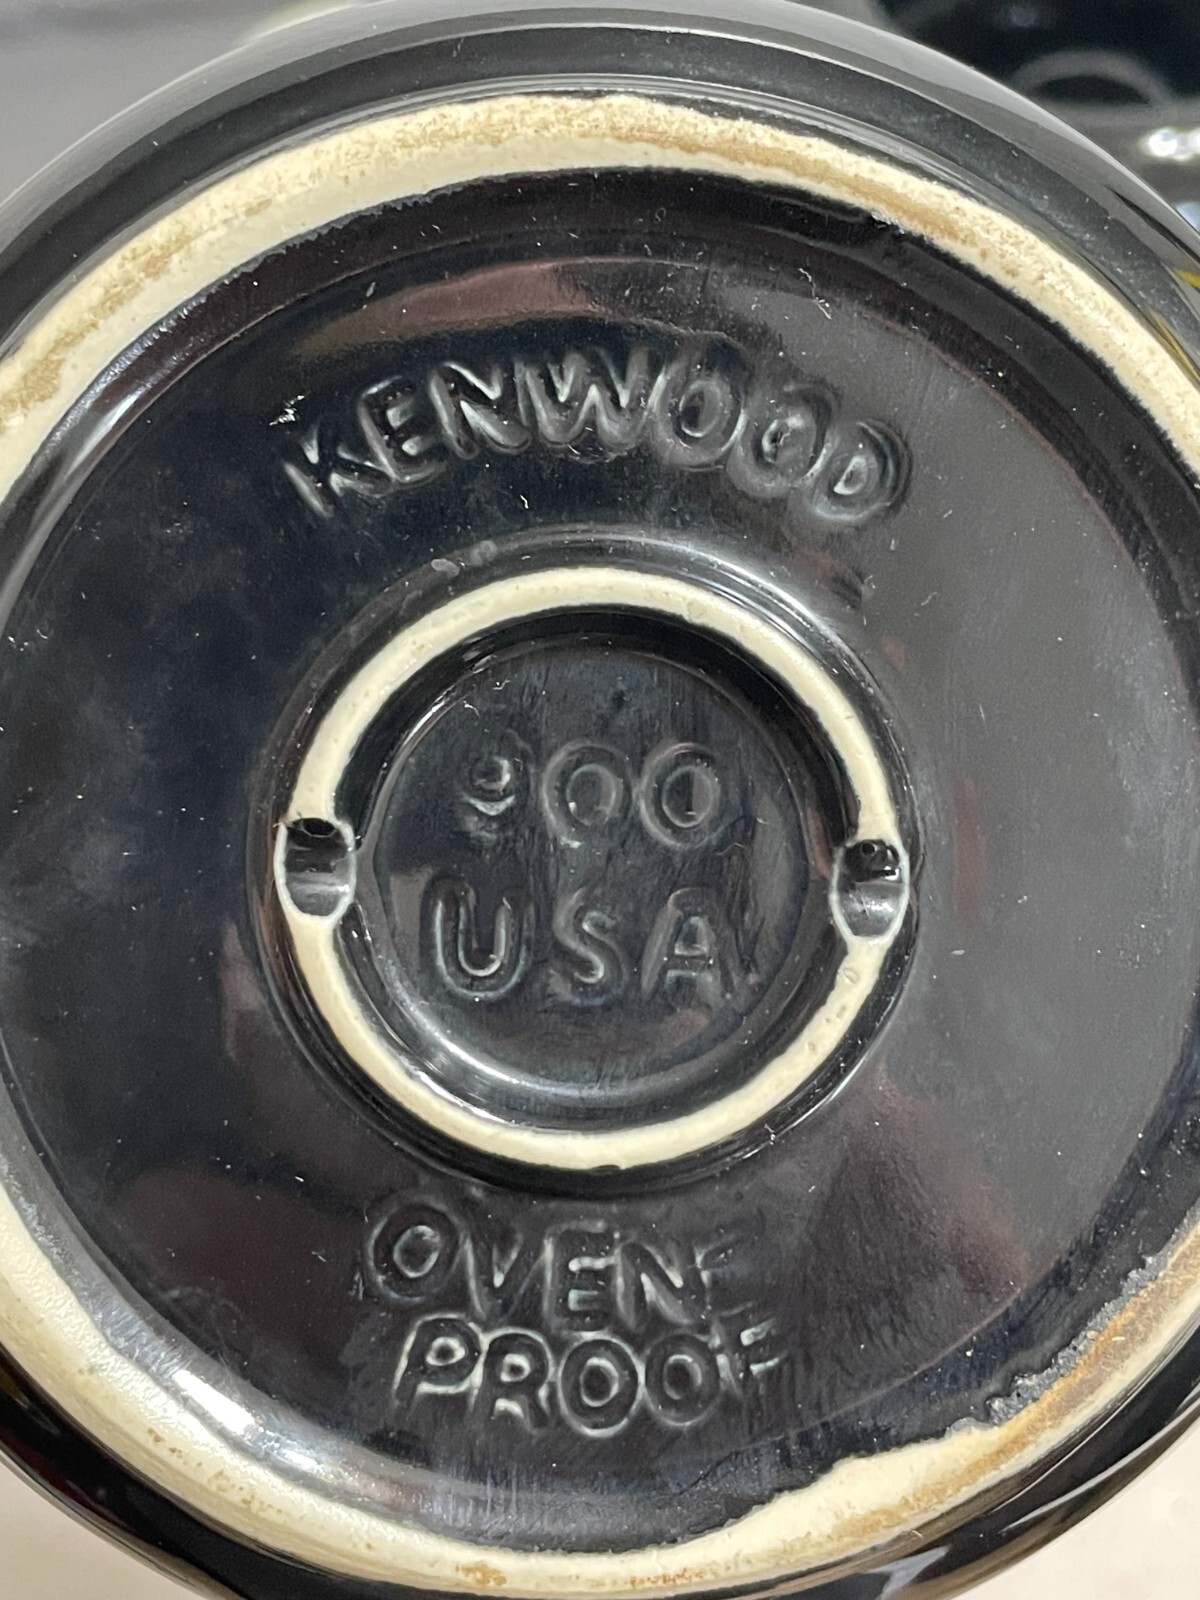 KENWOOD
900
USA
OVEN
PROOF